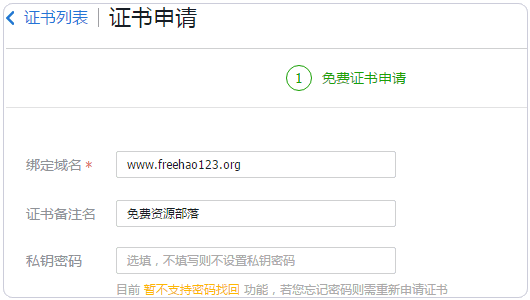 证书列表 | 证书申请
1 免费证书申请
绑定域名 * www.freehao123.org
证书备注名 免费资源部落
私钥密码 选填，不填写则不设置私钥密码
目前 暂不支持密码找回 功能，若您忘记密码则需重新申请证书